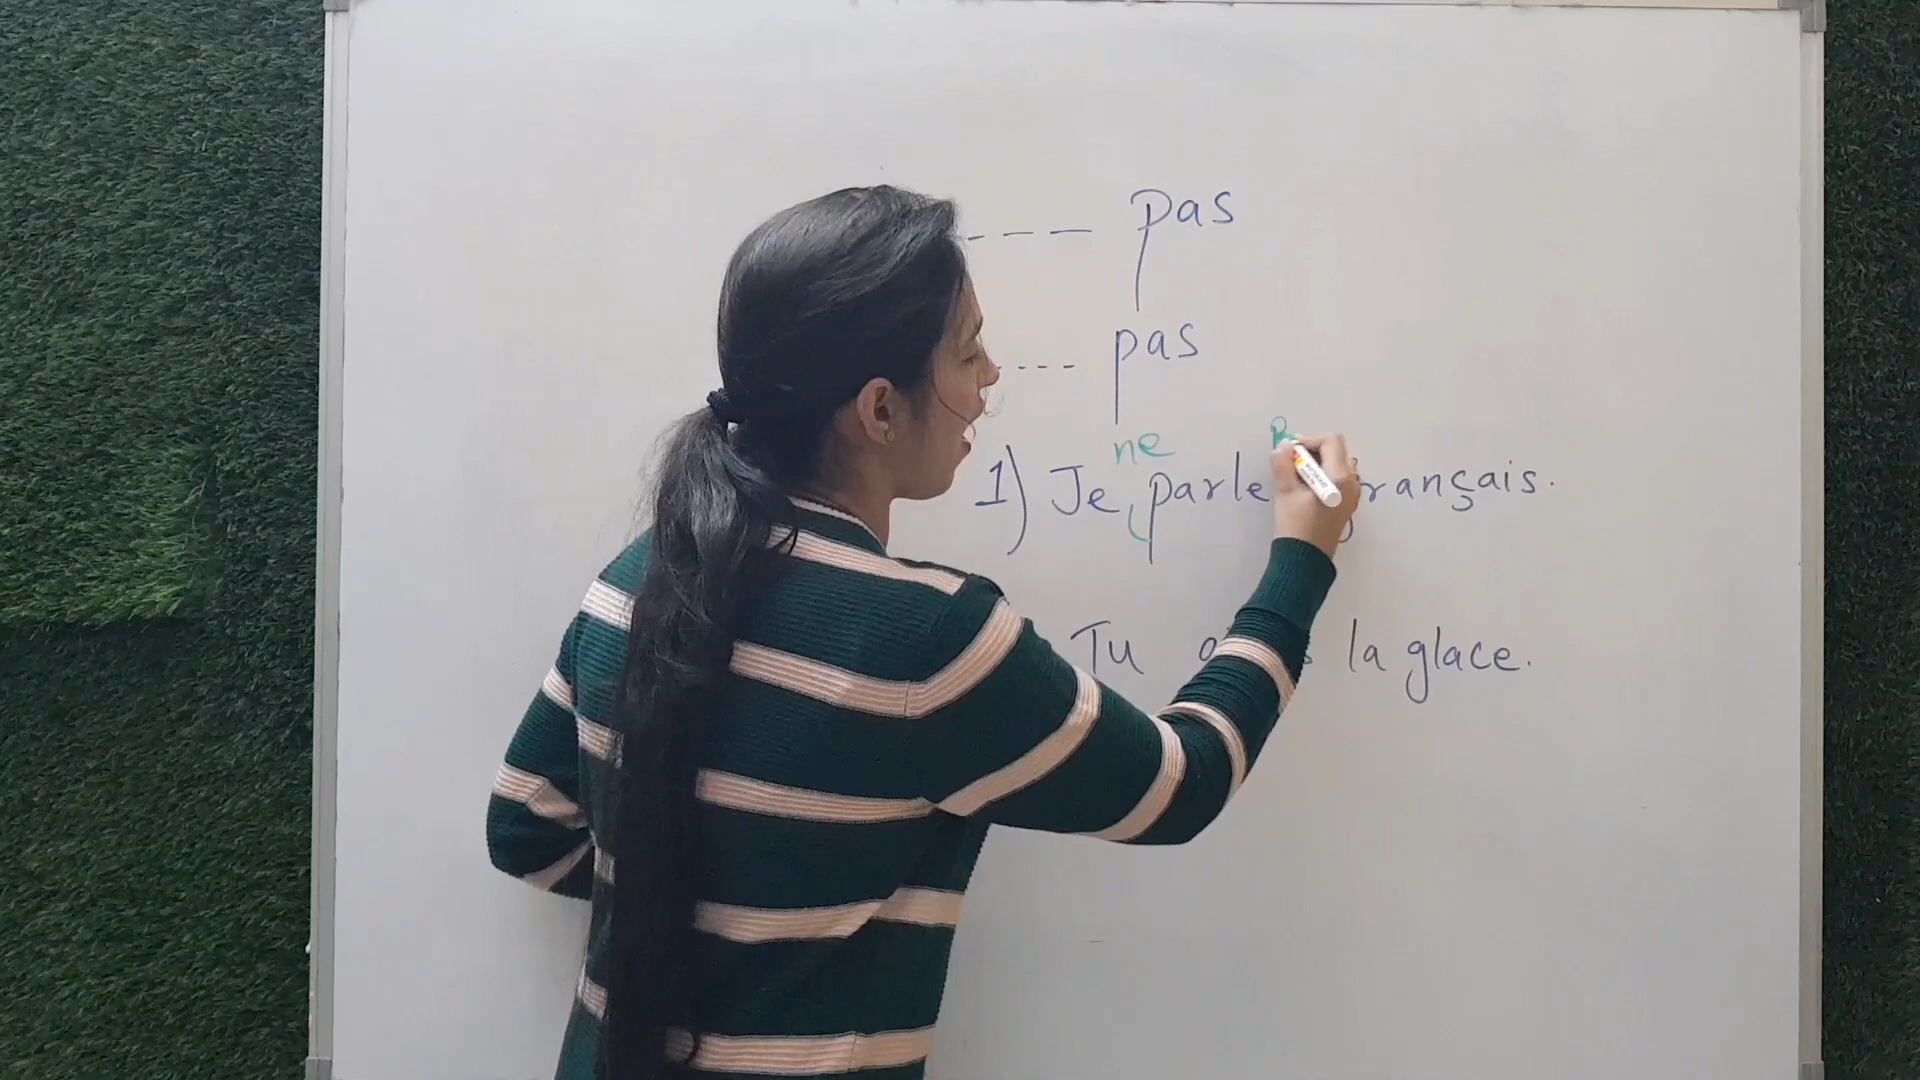 --- pas
---- pas
ne
1) Je parle français.
Tu la glace.